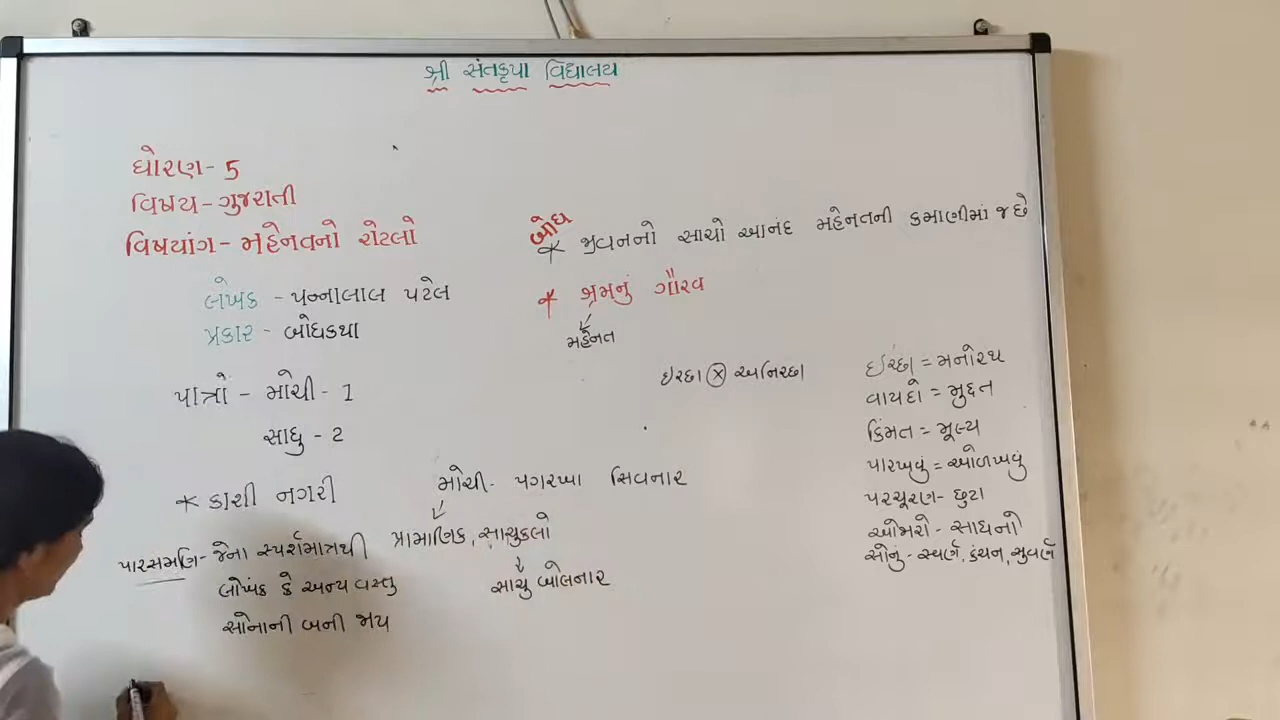 શ્રી સંતકૃપા વિદ્યાલય
ધોરણ - 5
વિષય - ગુજરાતી
વિષયાંગ - મહેનતનો રોટલો
લેખક - પન્નાલાલ પટેલ
પ્રકાર - બોધકથા
પાત્રો - મોચી - 1
સાધુ - 2
* કાશી નગરી
પારસમણિ - જેના સ્પર્શમાત્રથી
લોખંડ કે અન્ય વસ્તુ
સોનાની બની જાય
બોધ
* જીવનનો સાચો આનંદ મહેનતની કમાણીમાં જ છે
* શ્રમનું ગૌરવ
મહેનત
ઇચ્છા × અનિચ્છા
મોચી - પગરખા સિવનાર
પ્રામાણિક, સાચુકલો
સાચુ બોલનાર
ઈચ્છા = મનોરથ
વાયદો = મુદ્દત
કિંમત = મૂલ્ય
પારખવું = ઓળખવું
પરચૂરણ - છુટા
ઓજારો - સાધનો
સોનુ - સ્વર્ણ, કંચન, સુવર્ણ